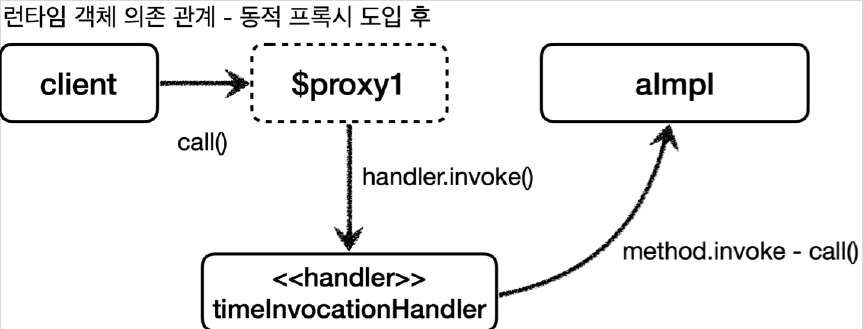 런타임 객체 의존 관계 - 동적 프록시 도입 후
client
$proxy1
aImpl
call()
handler.invoke()
method.invoke - call()
<<handler>>
timeInvocationHandler